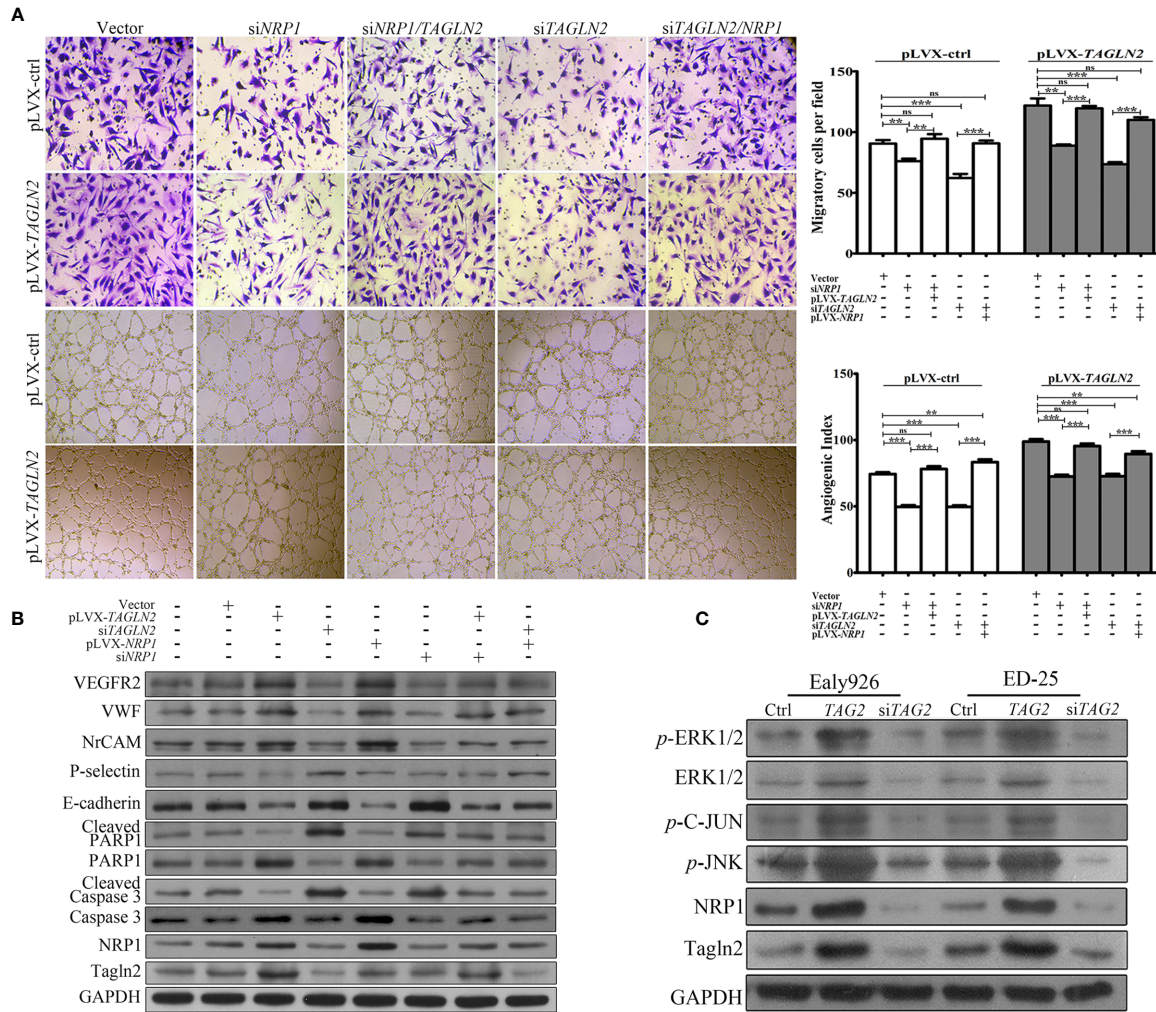 A
Vector siNRP1 siNRP1/TAGLN2 siTAGLN2 siTAGLN2/NRP1
pLVX-ctrl
pLVX-TAGLN2
pLVX-ctrl
pLVX-TAGLN2
pLVX-ctrl pLVX-TAGLN2
Migratory cells per field
150
100
50
0
ns
***
ns
** ** ***
ns
***
ns
** *** ***
Vector + - - - - + - - - -
siNRP1 - + + - - - + + - -
pLVX-TAGLN2 - - + - - - - + - -
siTAGLN2 - - - + + - - - + +
pLVX-NRP1 - - - - + - - - - +
pLVX-ctrl pLVX-TAGLN2
Angiogenic Index
150
100
50
0
**
***
ns
*** *** ***
**
***
ns
*** *** ***
Vector + - - - - + - - - -
siNRP1 - + + - - - + + - -
pLVX-TAGLN2 - - + - - - - + - -
siTAGLN2 - - - + + - - - + +
pLVX-NRP1 - - - - + - - - - +
B
Vector - + - - - - - -
pLVX-TAGLN2 - - + - - - + -
siTAGLN2 - - - + - - - +
pLVX-NRP1 - - - - + - - +
siNRP1 - - - - - + + -
VEGFR2
VWF
NrCAM
P-selectin
E-cadherin
Cleaved
PARP1
PARP1
Cleaved
Caspase 3
Caspase 3
NRP1
Tagln2
GAPDH
C
Ealy926 ED-25
Ctrl TAG2 siTAG2 Ctrl TAG2 siTAG2
p-ERK1/2
ERK1/2
p-C-JUN
p-JNK
NRP1
Tagln2
GAPDH